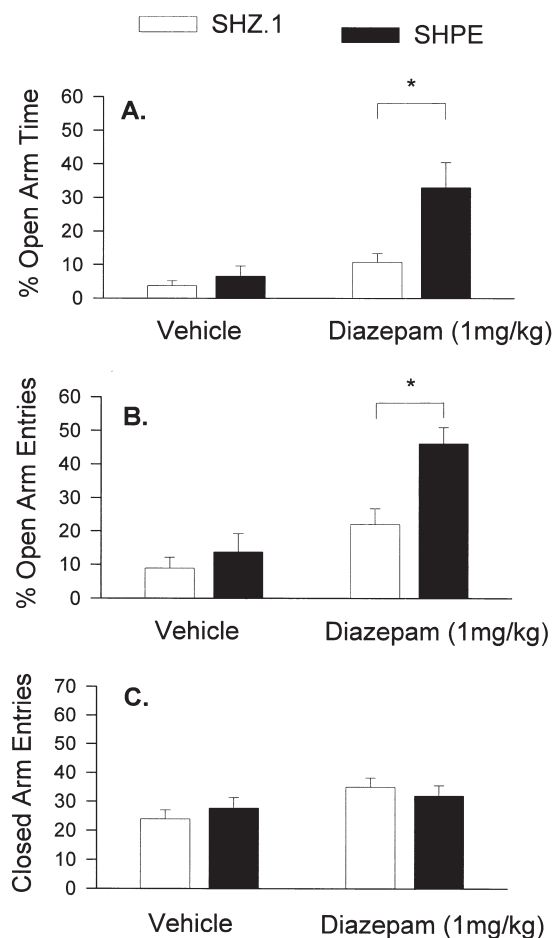 SHZ.1 SHPE
A.
% Open Arm Time
60
50
40
30
20
10
0
*
Vehicle Diazepam (1mg/kg)
B.
% Open Arm Entries
60
50
40
30
20
10
0
*
Vehicle Diazepam (1mg/kg)
C.
Closed Arm Entries
70
60
50
40
30
20
10
0
Vehicle Diazepam (1mg/kg)